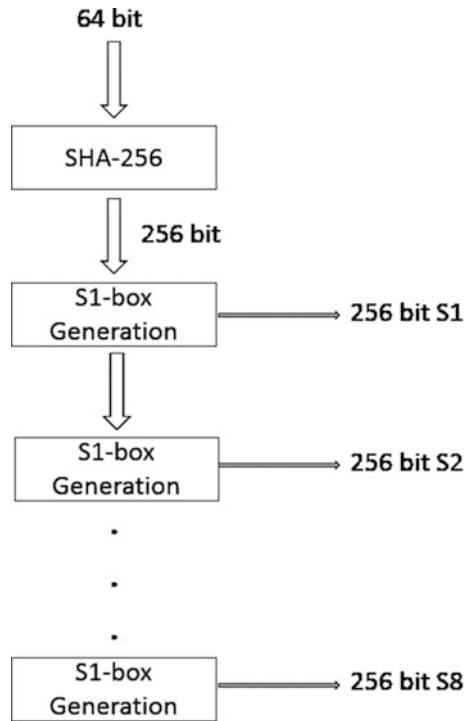 64 bit
SHA-256
256 bit
S1-box
Generation
256 bit S1
S1-box
Generation
256 bit S2
S1-box
Generation
256 bit S8